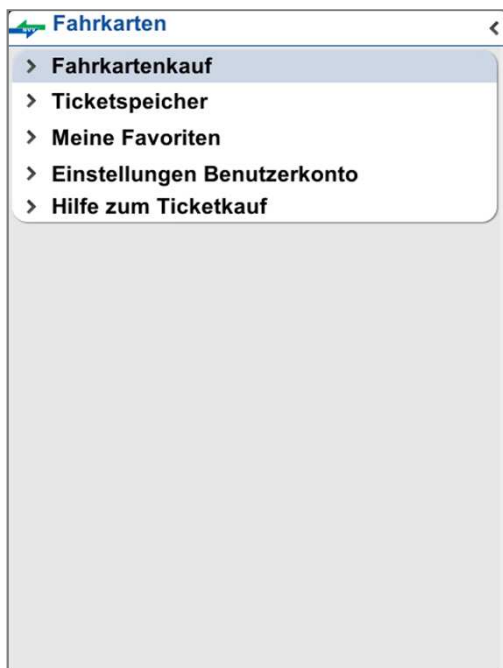 Fahrkarten
Fahrkartenkauf
Ticketspeicher
Meine Favoriten
Einstellungen Benutzerkonto
Hilfe zum Ticketkauf